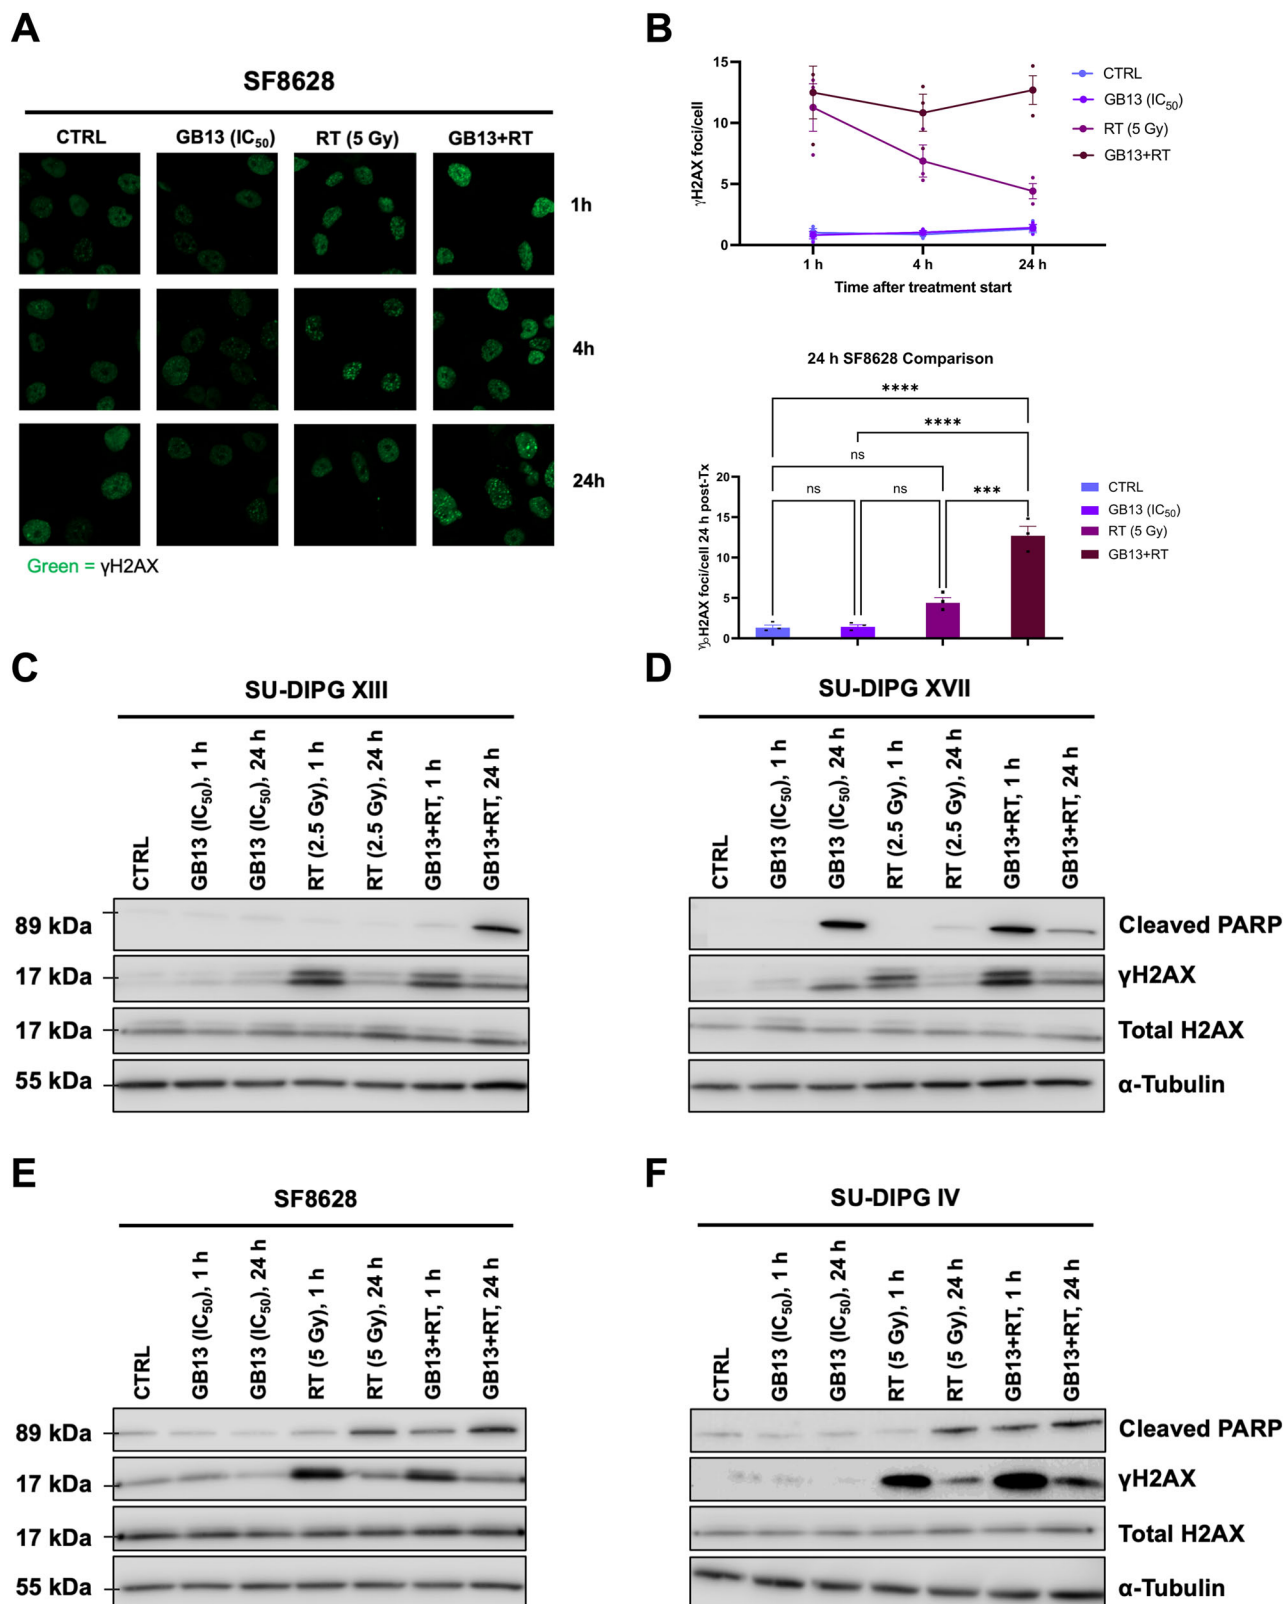 A
SF8628
CTRL
GB13 (IC50)
RT (5 Gy)
GB13+RT
1h
4h
24h
Green = γH2AX
B
15
10
5
0
γH2AX foci/cell
1 h
4 h
24 h
Time after treatment start
CTRL
GB13 (IC50)
RT (5 Gy)
GB13+RT
24 h SF8628 Comparison
****
****
ns
ns
ns
***
20
15
10
5
0
H2AX foci/cell 24 h post-Tx
CTRL
GB13 (IC50)
RT (5 Gy)
GB13+RT
C
SU-DIPG XIII
CTRL
GB13 (IC50), 1 h
GB13 (IC50), 24 h
RT (2.5 Gy), 1 h
RT (2.5 Gy), 24 h
GB13+RT, 1 h
GB13+RT, 24 h
89 kDa
17 kDa
17 kDa
55 kDa
D
SU-DIPG XVII
CTRL
GB13 (IC50), 1 h
GB13 (IC50), 24 h
RT (2.5 Gy), 1 h
RT (2.5 Gy), 24 h
GB13+RT, 1 h
GB13+RT, 24 h
Cleaved PARP
γH2AX
Total H2AX
α-Tubulin
E
SF8628
CTRL
GB13 (IC50), 1 h
GB13 (IC50), 24 h
RT (5 Gy), 1 h
RT (5 Gy), 24 h
GB13+RT, 1 h
GB13+RT, 24 h
89 kDa
17 kDa
17 kDa
55 kDa
F
SU-DIPG IV
CTRL
GB13 (IC50), 1 h
GB13 (IC50), 24 h
RT (5 Gy), 1 h
RT (5 Gy), 24 h
GB13+RT, 1 h
GB13+RT, 24 h
Cleaved PARP
γH2AX
Total H2AX
α-Tubulin